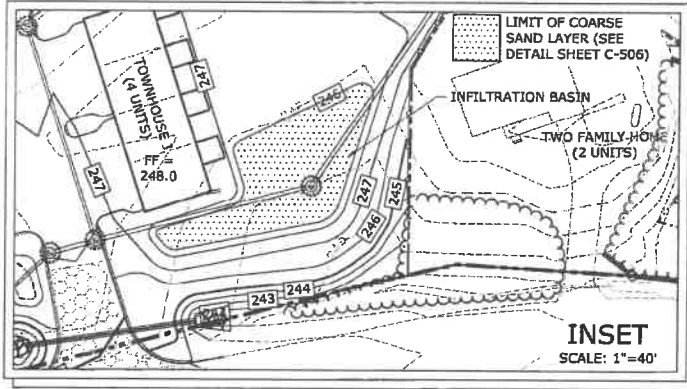 LIMIT OF COARSE
SAND LAYER (SEE
DETAIL SHEET C-506)
INFILTRATION BASIN
TWO FAMILY HOME
(2 UNITS)
TOWNHOUSE
(4 UNITS)
FF =
248.0
247
246
247
247
246
245
244
243
INSET
SCALE: 1"=40'